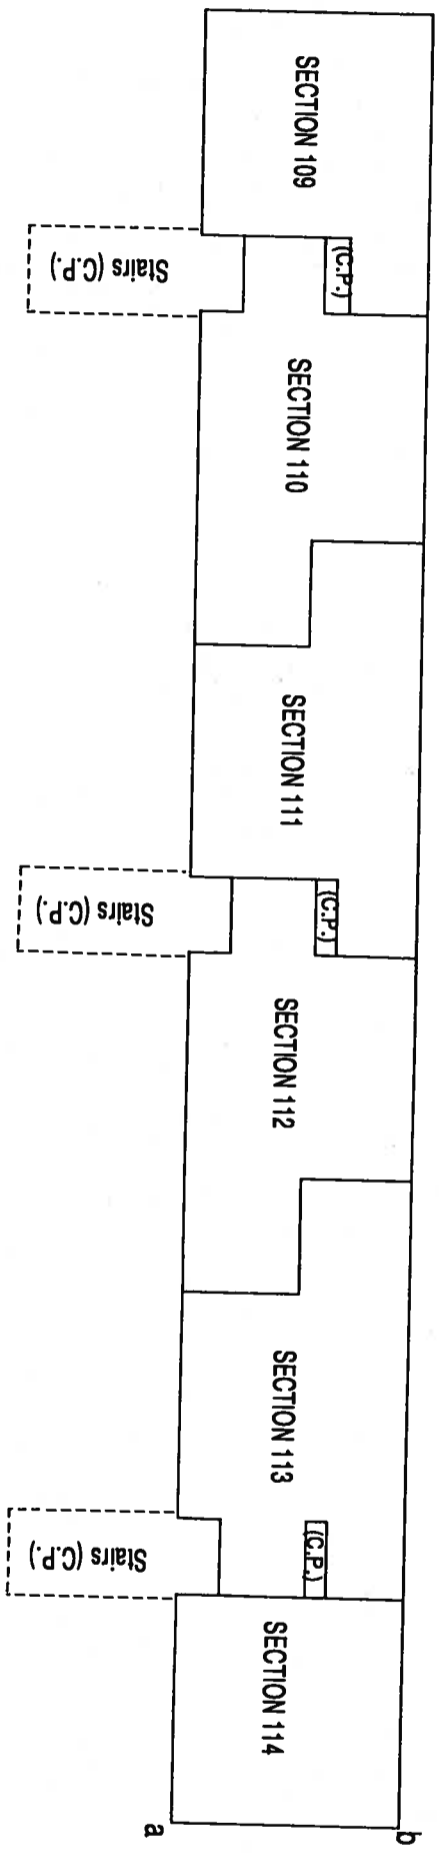 SECTION 109
(C.P.)
Stairs (C.P.)
SECTION 110
SECTION 111
(C.P.)
Stairs (C.P.)
SECTION 112
SECTION 113
(C.P.)
Stairs (C.P.)
SECTION 114
a
b